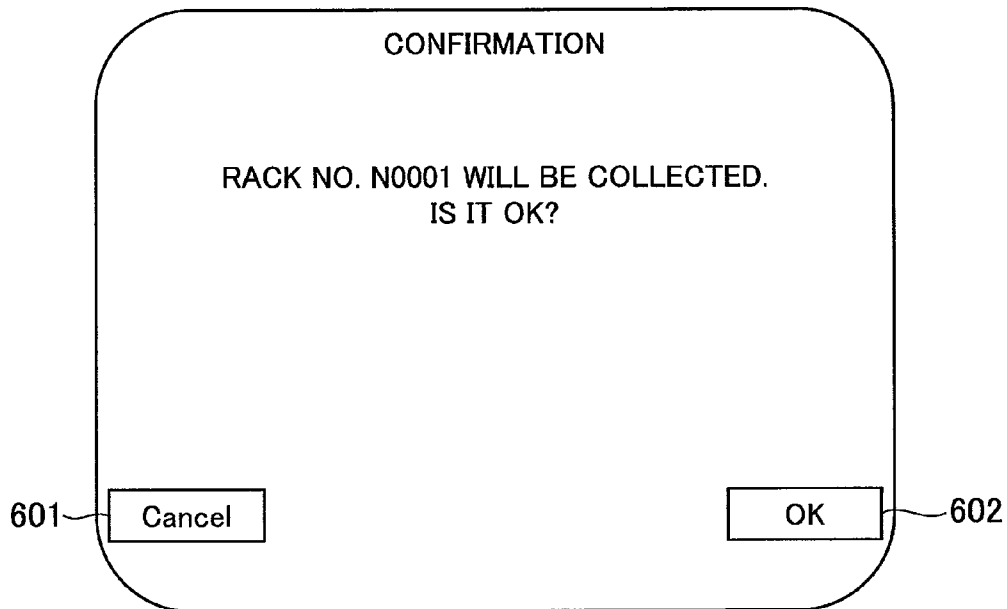 CONFIRMATION
RACK NO. N0001 WILL BE COLLECTED.
IS IT OK?
601 Cancel OK 602